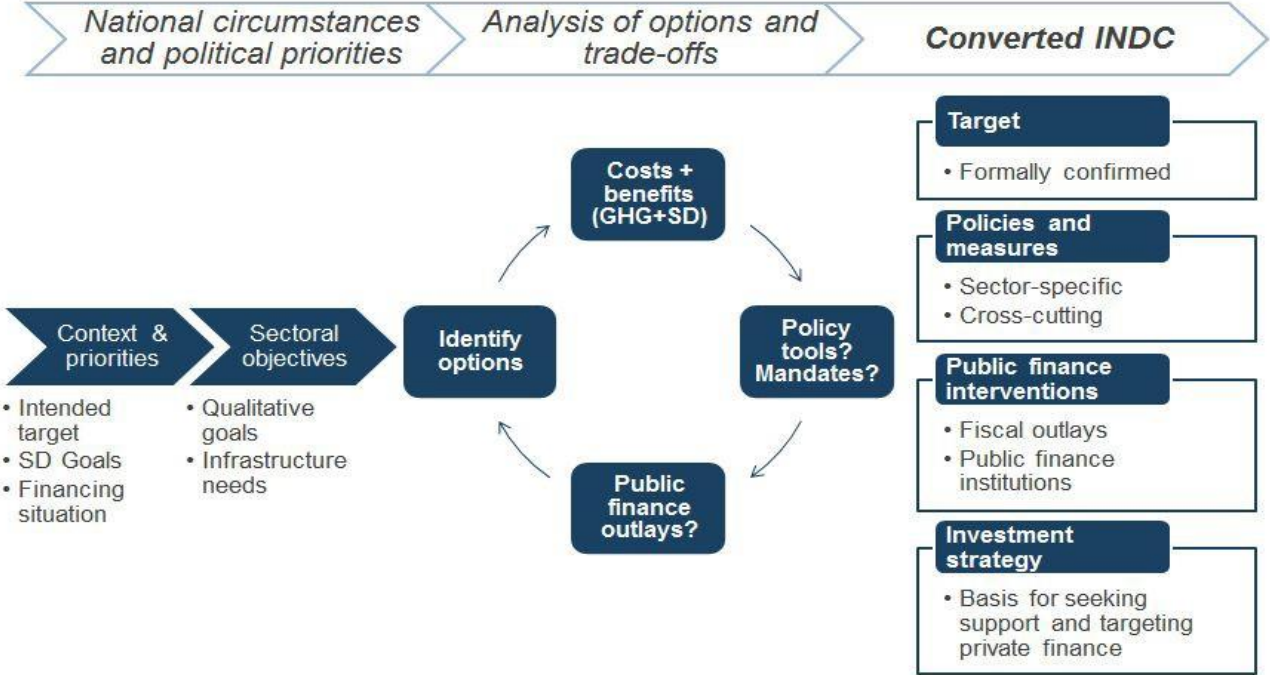 National circumstances
and political priorities
Analysis of options and
trade-offs
Converted INDC
Context &
priorities
• Intended
target
• SD Goals
• Financing
situation
Sectoral
objectives
• Qualitative
goals
• Infrastructure
needs
Identify
options
Costs +
benefits
(GHG+SD)
Policy
tools?
Mandates?
Public
finance
outlays?
Target
• Formally confirmed
Policies and
measures
• Sector-specific
• Cross-cutting
Public finance
interventions
• Fiscal outlays
• Public finance
institutions
Investment
strategy
• Basis for seeking
support and targeting
private finance